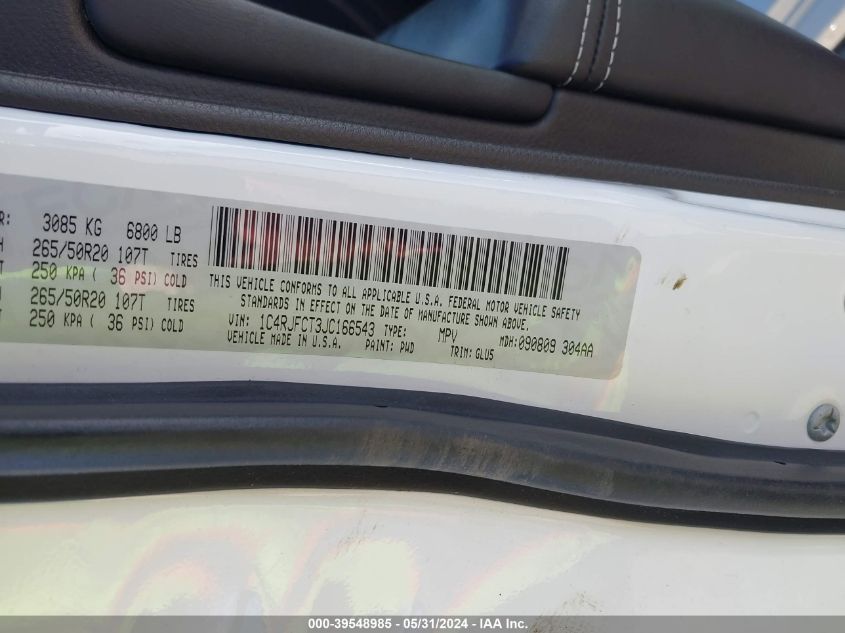 R: 3085 KG 6800 LB
H 265/50R20 107T TIRES
T 250 KPA ( 36 PSI) COLD
H 265/50R20 107T TIRES
T 250 KPA ( 36 PSI) COLD
THIS VEHICLE CONFORMS TO ALL APPLICABLE U.S.A. FEDERAL MOTOR VEHICLE SAFETY
STANDARDS IN EFFECT ON THE DATE OF MANUFACTURE SHOWN ABOVE.
VIN: 1C4RJFCT3JC166543 TYPE: MPV MDH: 090809 304AA
VEHICLE MADE IN U.S.A. PAINT: PWD TRIM: GLU5
000-39548985 - 05/31/2024 - IAA Inc.